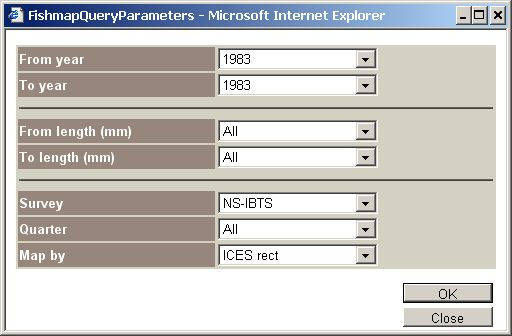 FishmapQueryParameters - Microsoft Internet Explorer
From year 1983
To year 1983
From length (mm) All
To length (mm) All
Survey NS-IBTS
Quarter All
Map by ICES rect
OK
Close